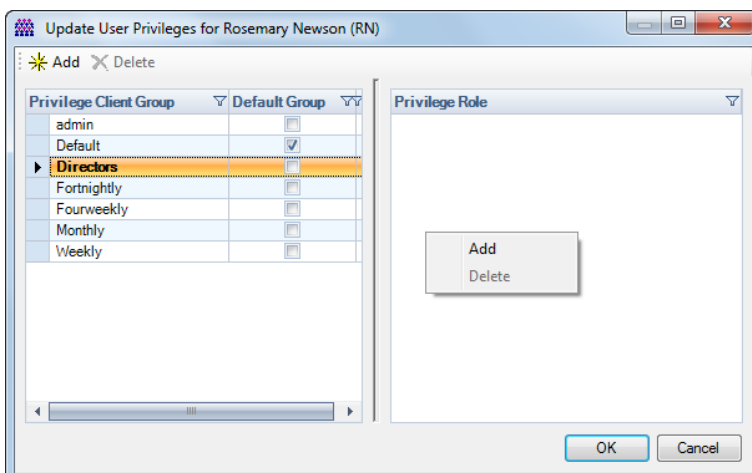 Update User Privileges for Rosemary Newson (RN)
Add Delete
Privilege Client Group Default Group Privilege Role
admin
Default
Directors
Fortnightly
Fourweekly
Monthly
Weekly
Add
Delete
OK Cancel